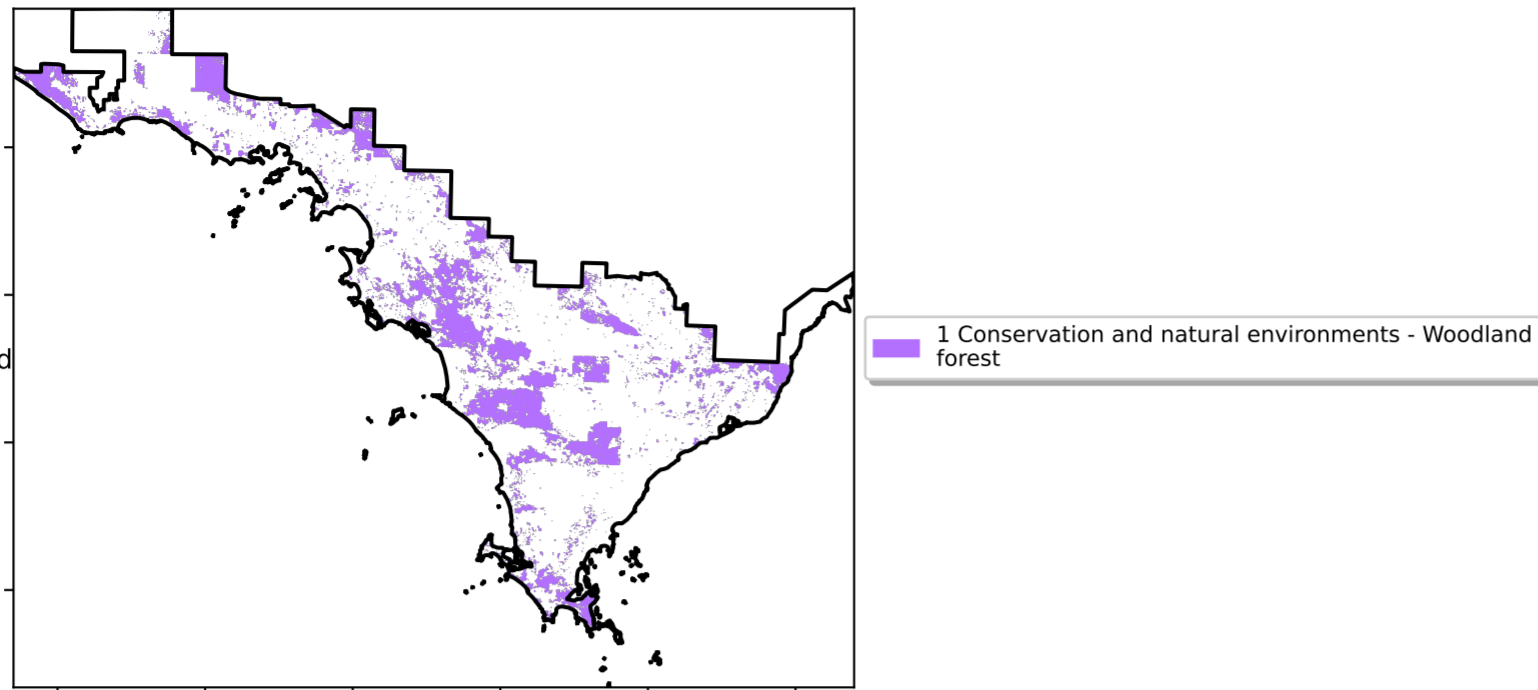 d
1 Conservation and natural environments - Woodland
forest